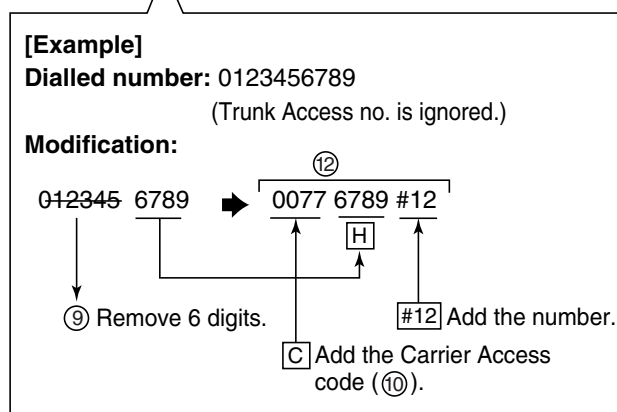 [Example]
Dialled number: 0123456789
(Trunk Access no. is ignored.)
Modification:
⑫
012345 6789 ➡ 0077 6789 #12
H
⑨ Remove 6 digits.
#12 Add the number.
C Add the Carrier Access
code (⑩).